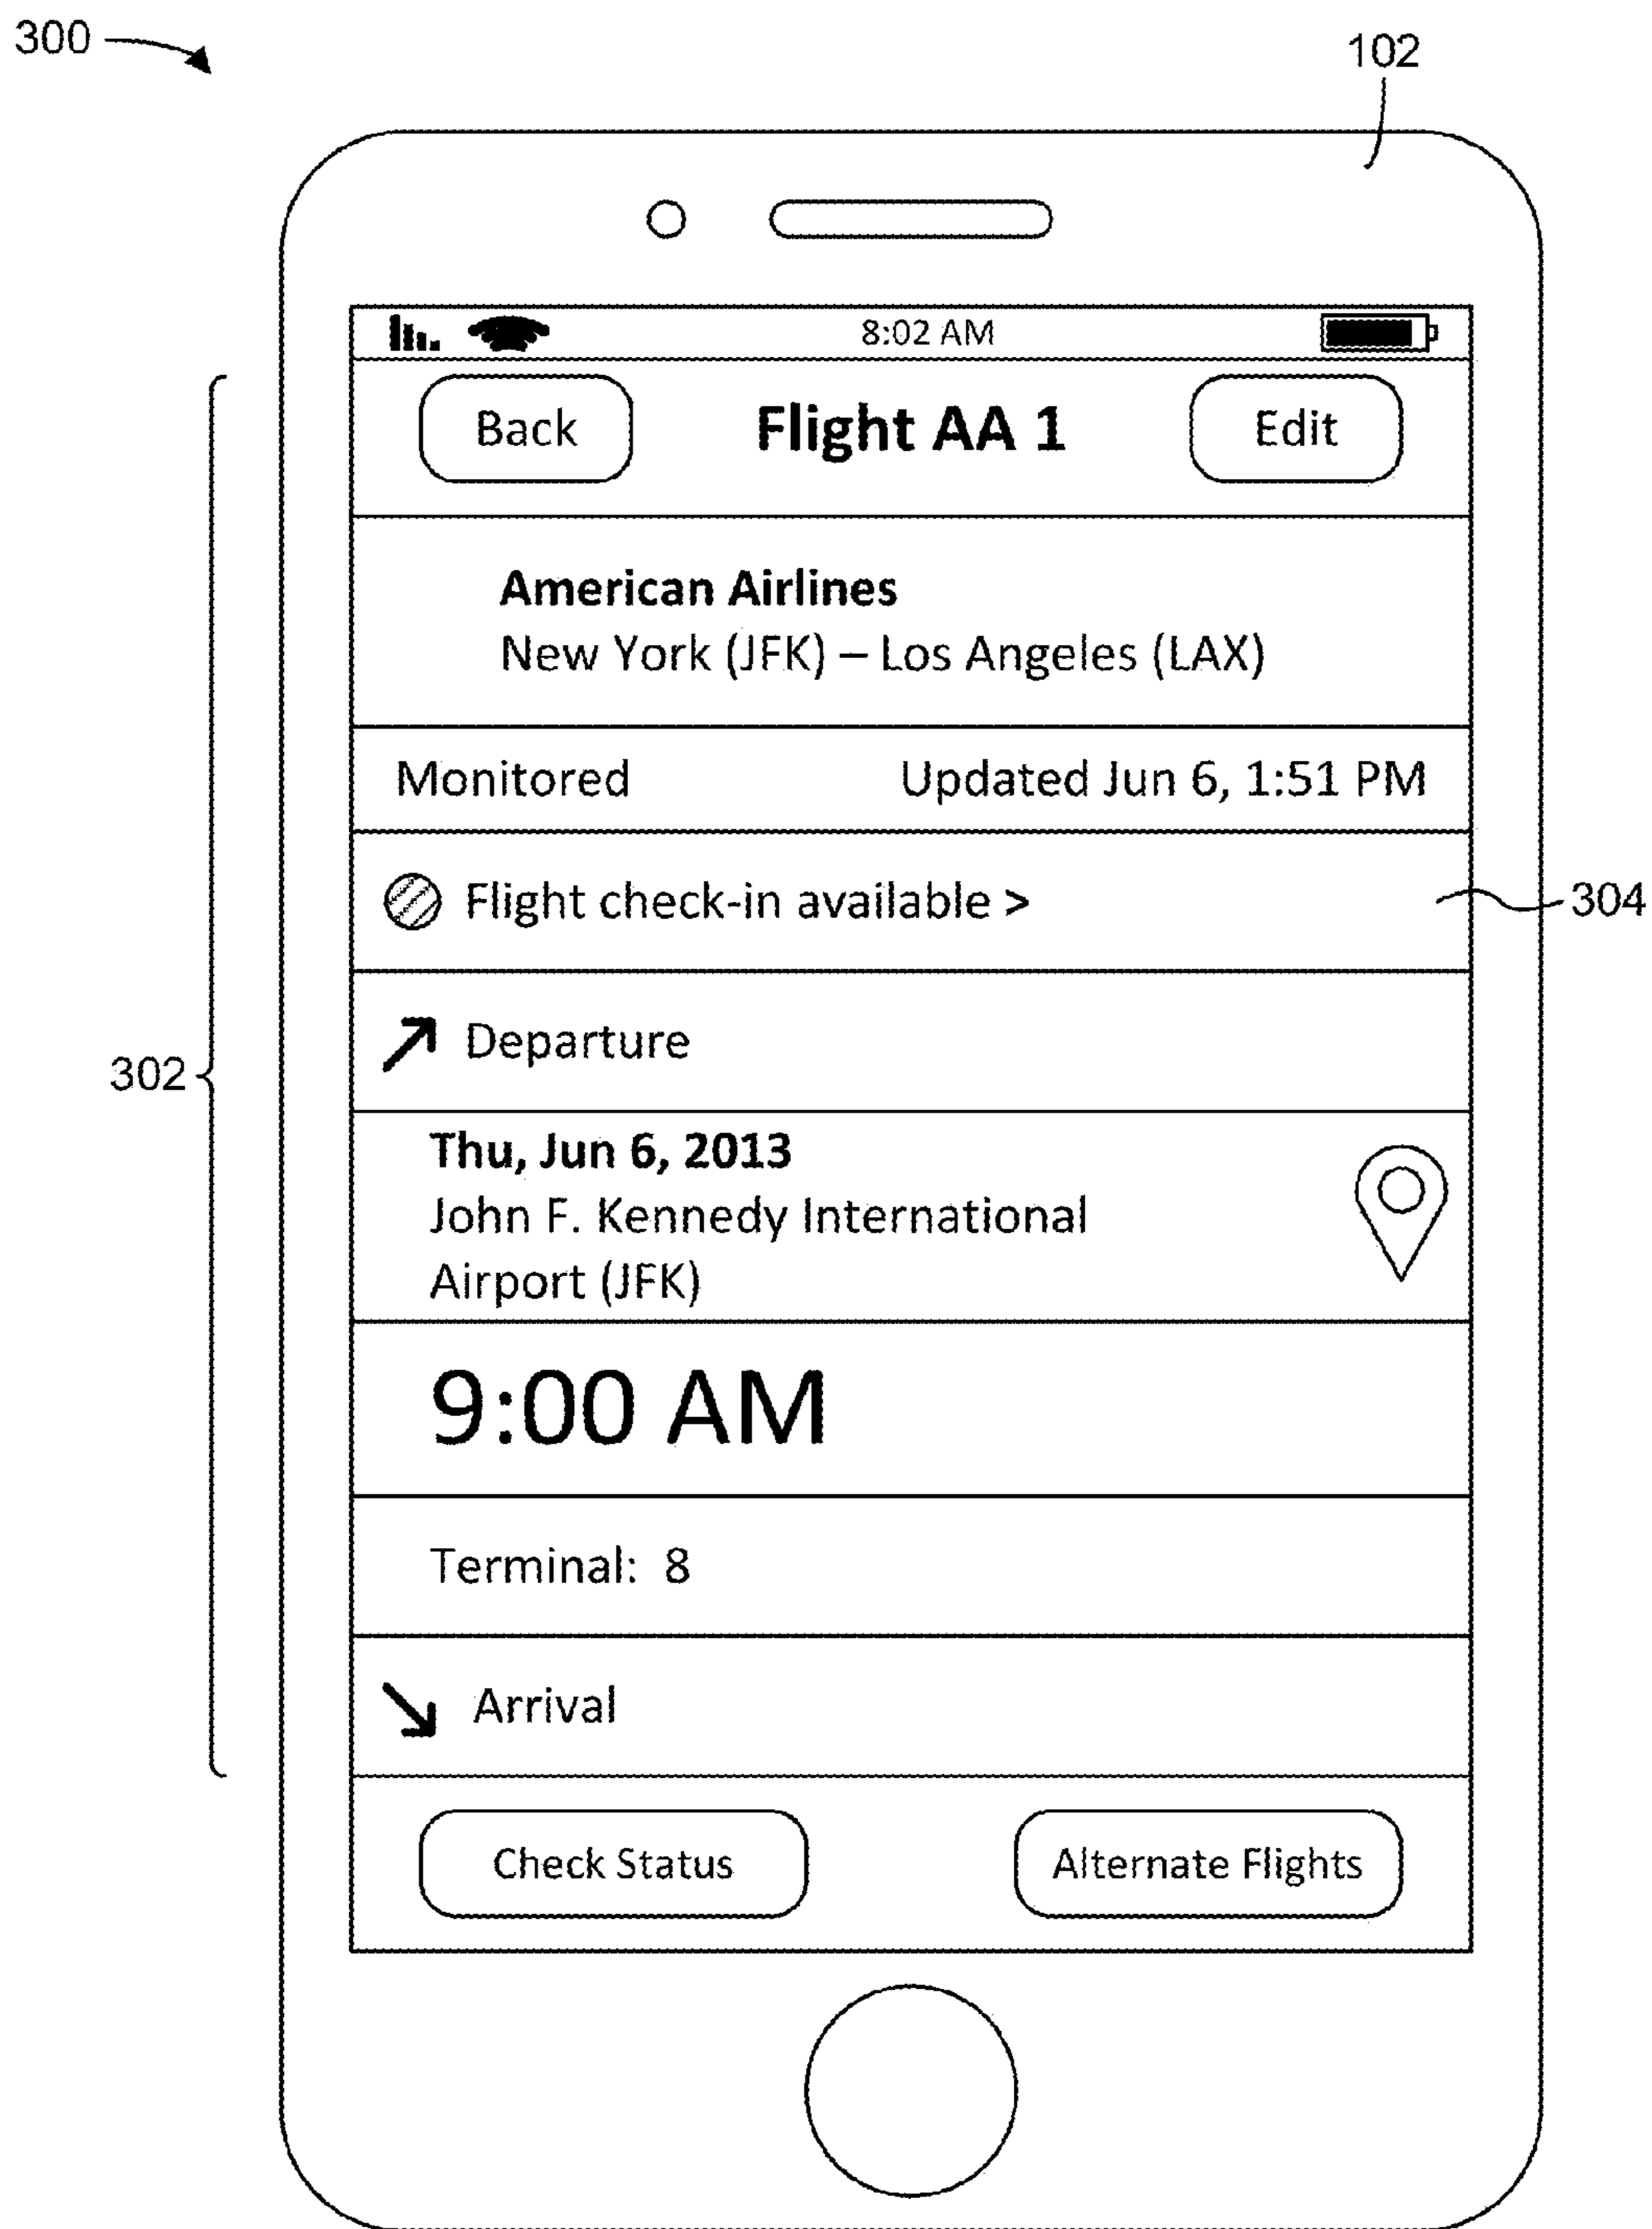 300
102
8:02 AM
Back
Flight AA 1
Edit
American Airlines
New York (JFK) – Los Angeles (LAX)
Monitored
Updated Jun 6, 1:51 PM
Flight check-in available >
304
Departure
302
Thu, Jun 6, 2013
John F. Kennedy International
Airport (JFK)
9:00 AM
Terminal: 8
Arrival
Check Status
Alternate Flights